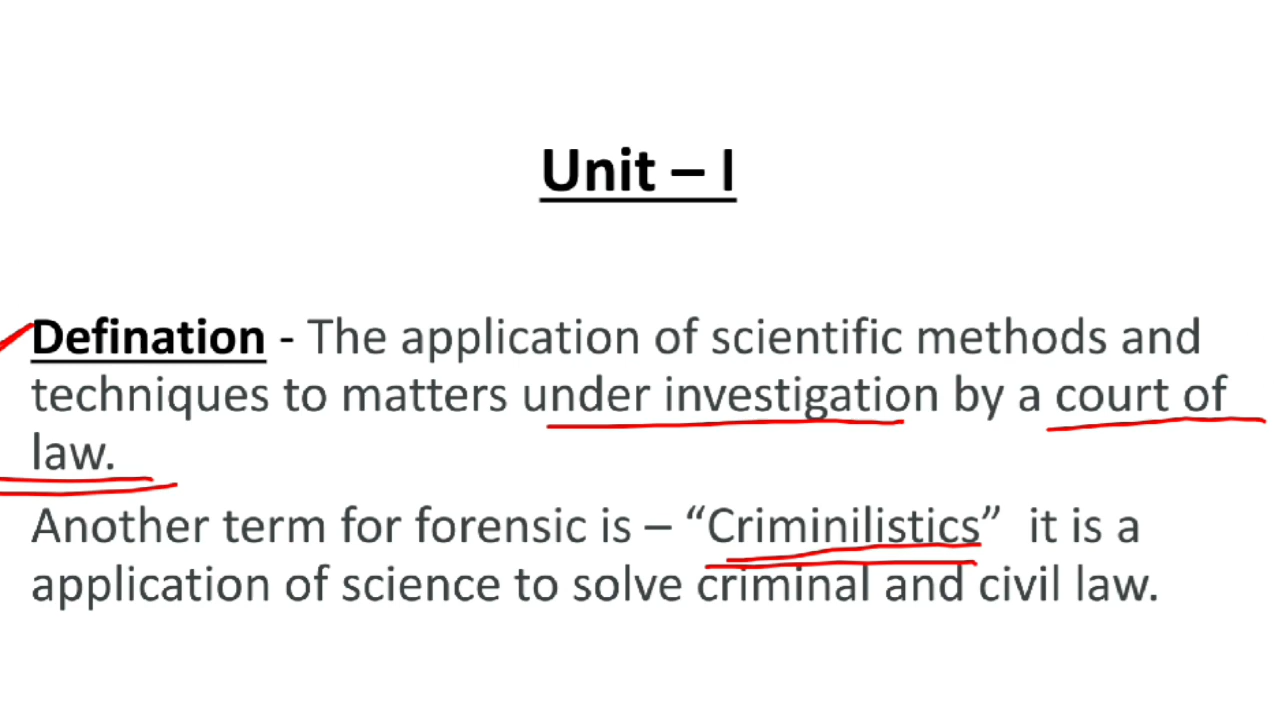 Unit – I
Defination - The application of scientific methods and
techniques to matters under investigation by a court of
law.
Another term for forensic is – “Criminilistics”  it is a
application of science to solve criminal and civil law.